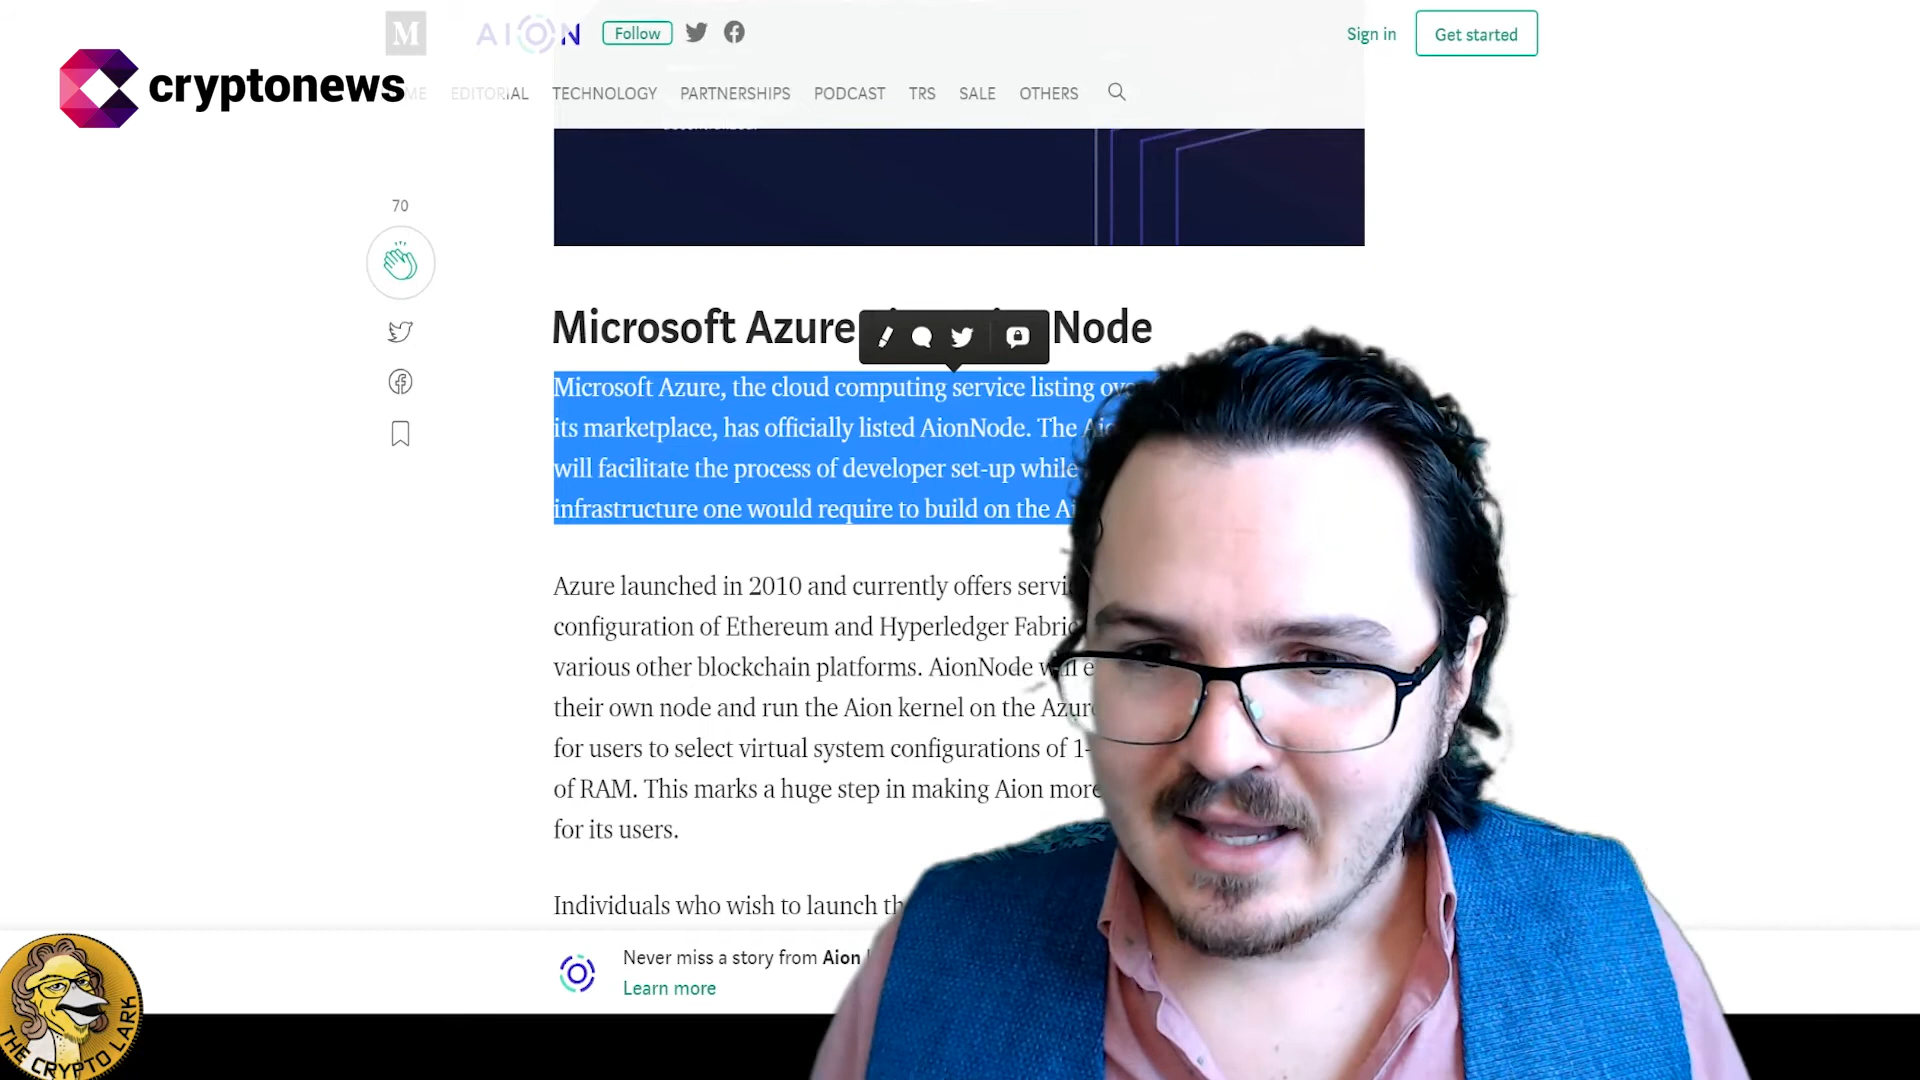 M AION Follow
Sign in Get started
cryptonews
EDITORIAL TECHNOLOGY PARTNERSHIPS PODCAST TRS SALE OTHERS
70
Microsoft Azure Node
Microsoft Azure, the cloud computing service listing
its marketplace, has officially listed AionNode. The
will facilitate the process of developer set-up while
infrastructure one would require to build on the
Azure launched in 2010 and currently offers
configuration of Ethereum and Hyperledger Fabric
various other blockchain platforms. AionNode will
their own node and run the Aion kernel on the Azure
for users to select virtual system configurations of 1-
of RAM. This marks a huge step in making Aion more
for its users.
Individuals who wish to launch
Never miss a story from Aion
Learn more
THE CRYPTO LARK